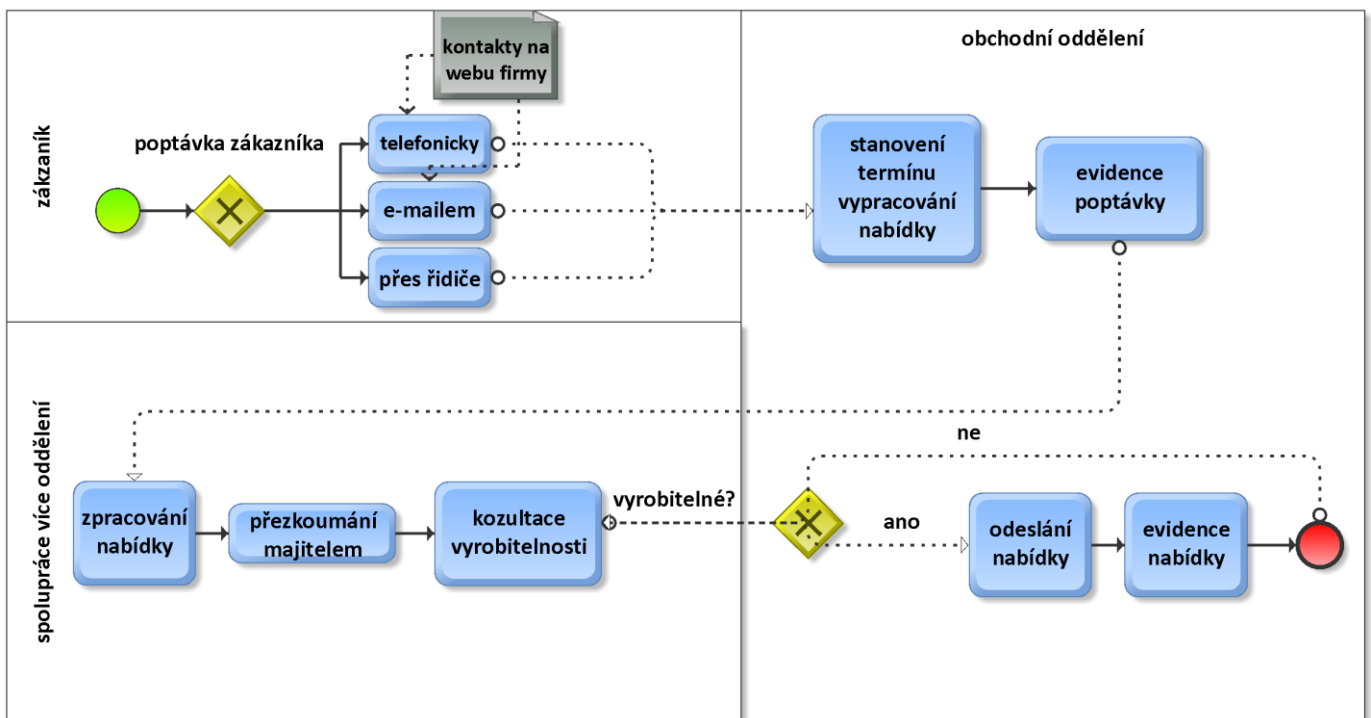 zákzaník
poptávka zákazníka
kontakty na
webu firmy
telefonicky
e-mailem
přes řidiče
obchodní oddělení
stanovení
termínu
vypracování
nabídky
evidence
poptávky
spolupráce více oddělení
zpracování
nabídky
přezkoumání
majitelem
kozultace
vyrobitelnosti
vyrobitelné?
ne
ano
odeslání
nabídky
evidence
nabídky